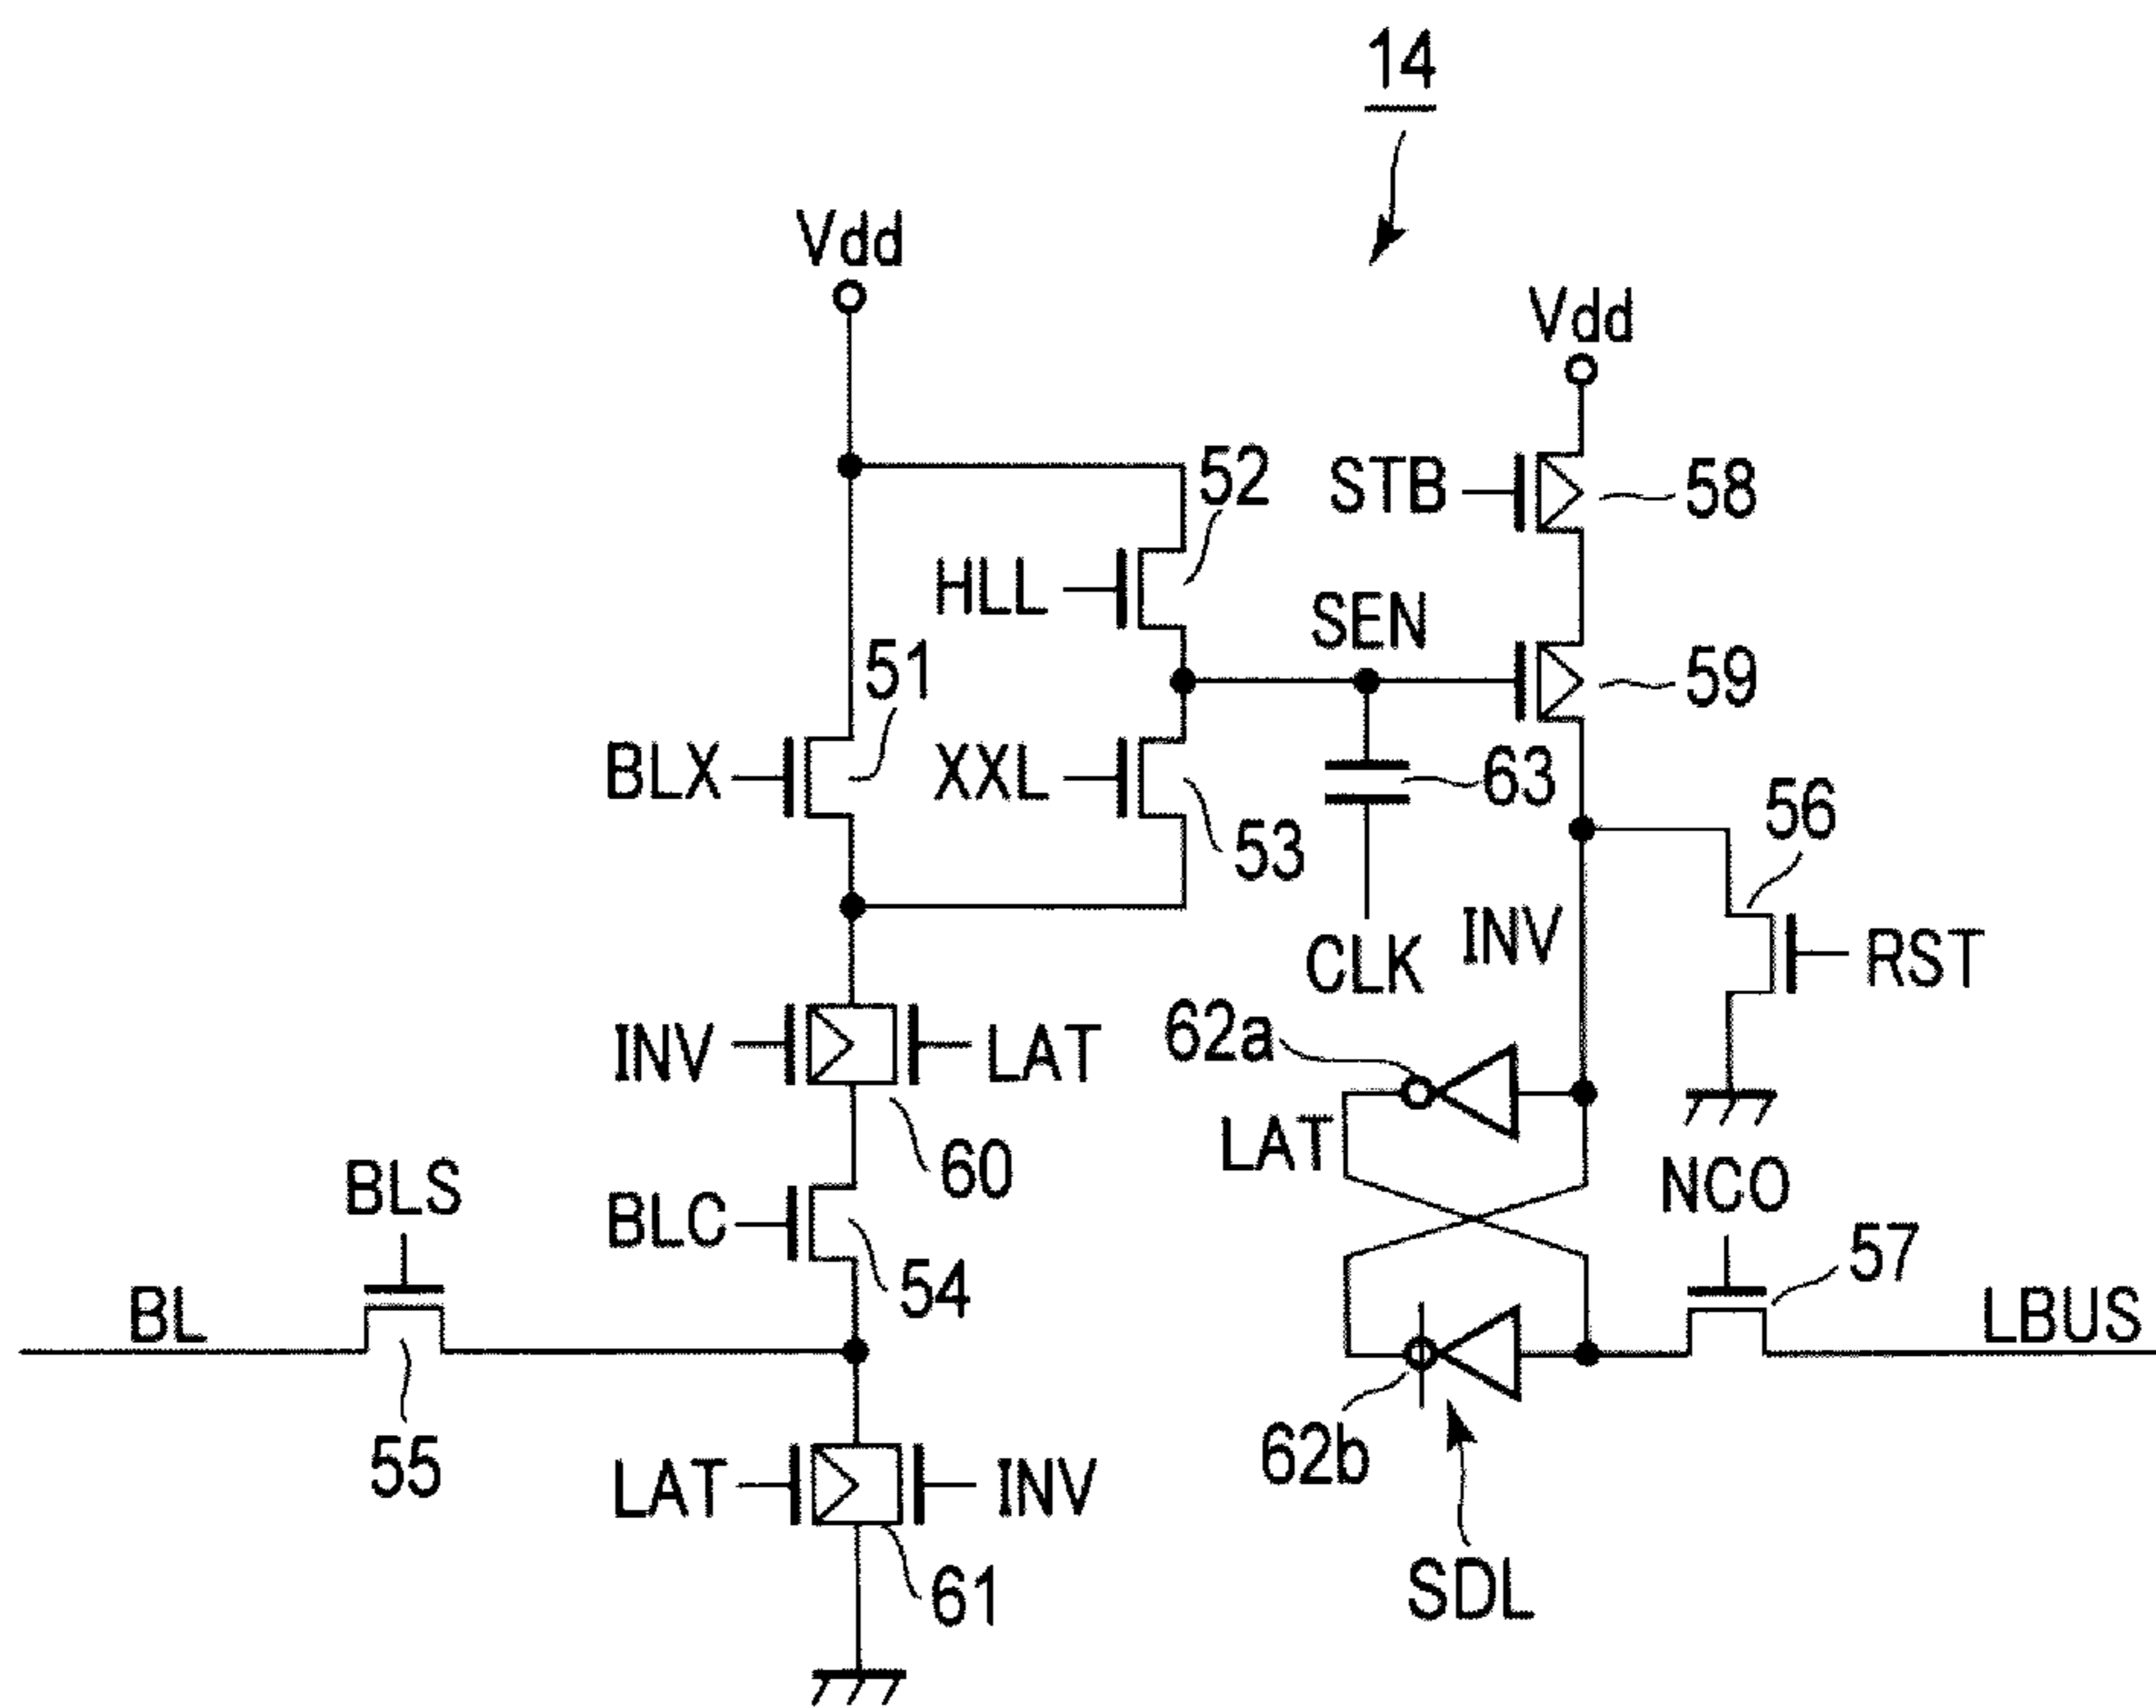 14
Vdd
Vdd
52
STB
58
HLL
SEN
51
59
BLX
XXL
63
56
53
CLK
INV
RST
62a
INV
LAT
LAT
60
NCO
BLS
BLC
57
BL
54
LBUS
55
62b
LAT
INV
SDL
61